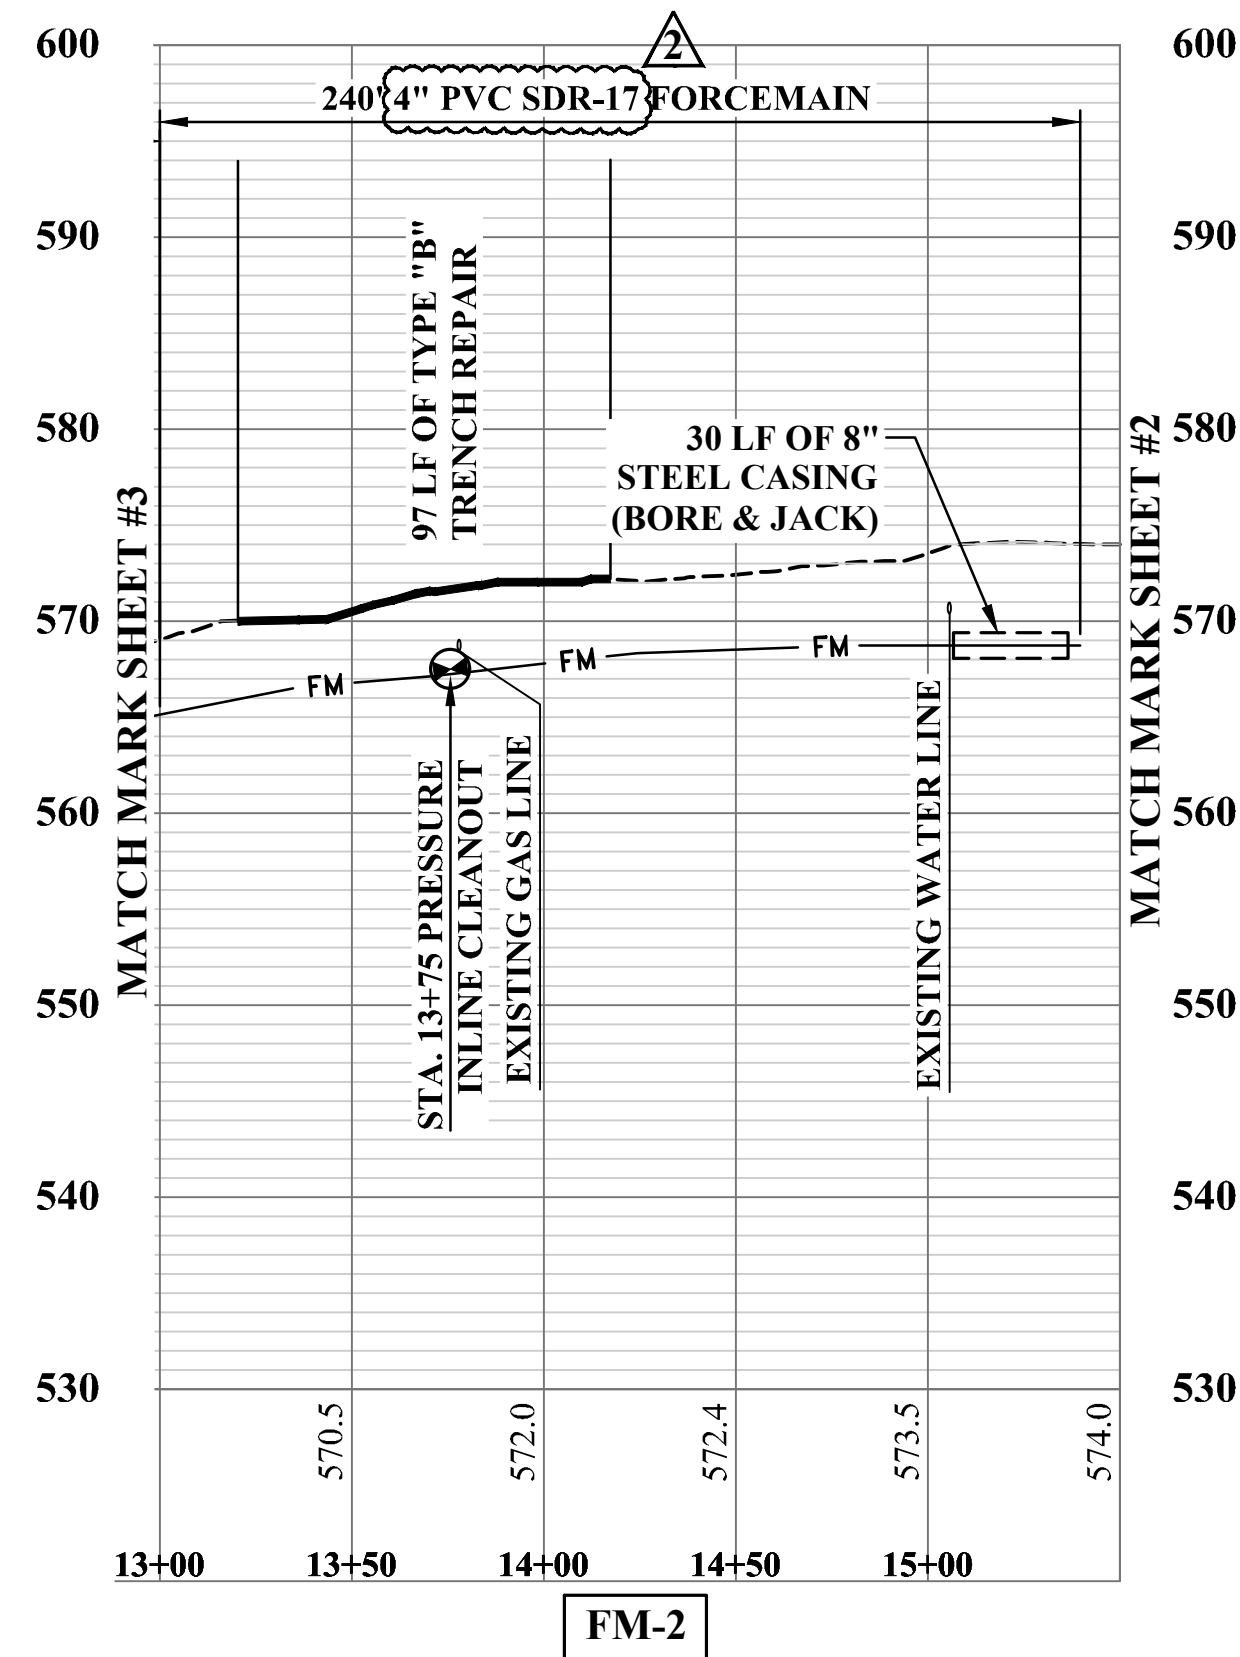 2
240' 4" PVC SDR-17 FORCEMAIN
600
600
590
590
580
580
570
570
560
560
550
550
540
540
530
530
97 LF OF TYPE "B"
TRENCH REPAIR
30 LF OF 8"
STEEL CASING
(BORE & JACK)
MATCH MARK SHEET #3
MATCH MARK SHEET #2
FM
FM
FM
STA. 13+75 PRESSURE
INLINE CLEANOUT
EXISTING GAS LINE
EXISTING WATER LINE
570.5
572.0
572.4
573.5
574.0
13+00
13+50
14+00
14+50
15+00
FM-2